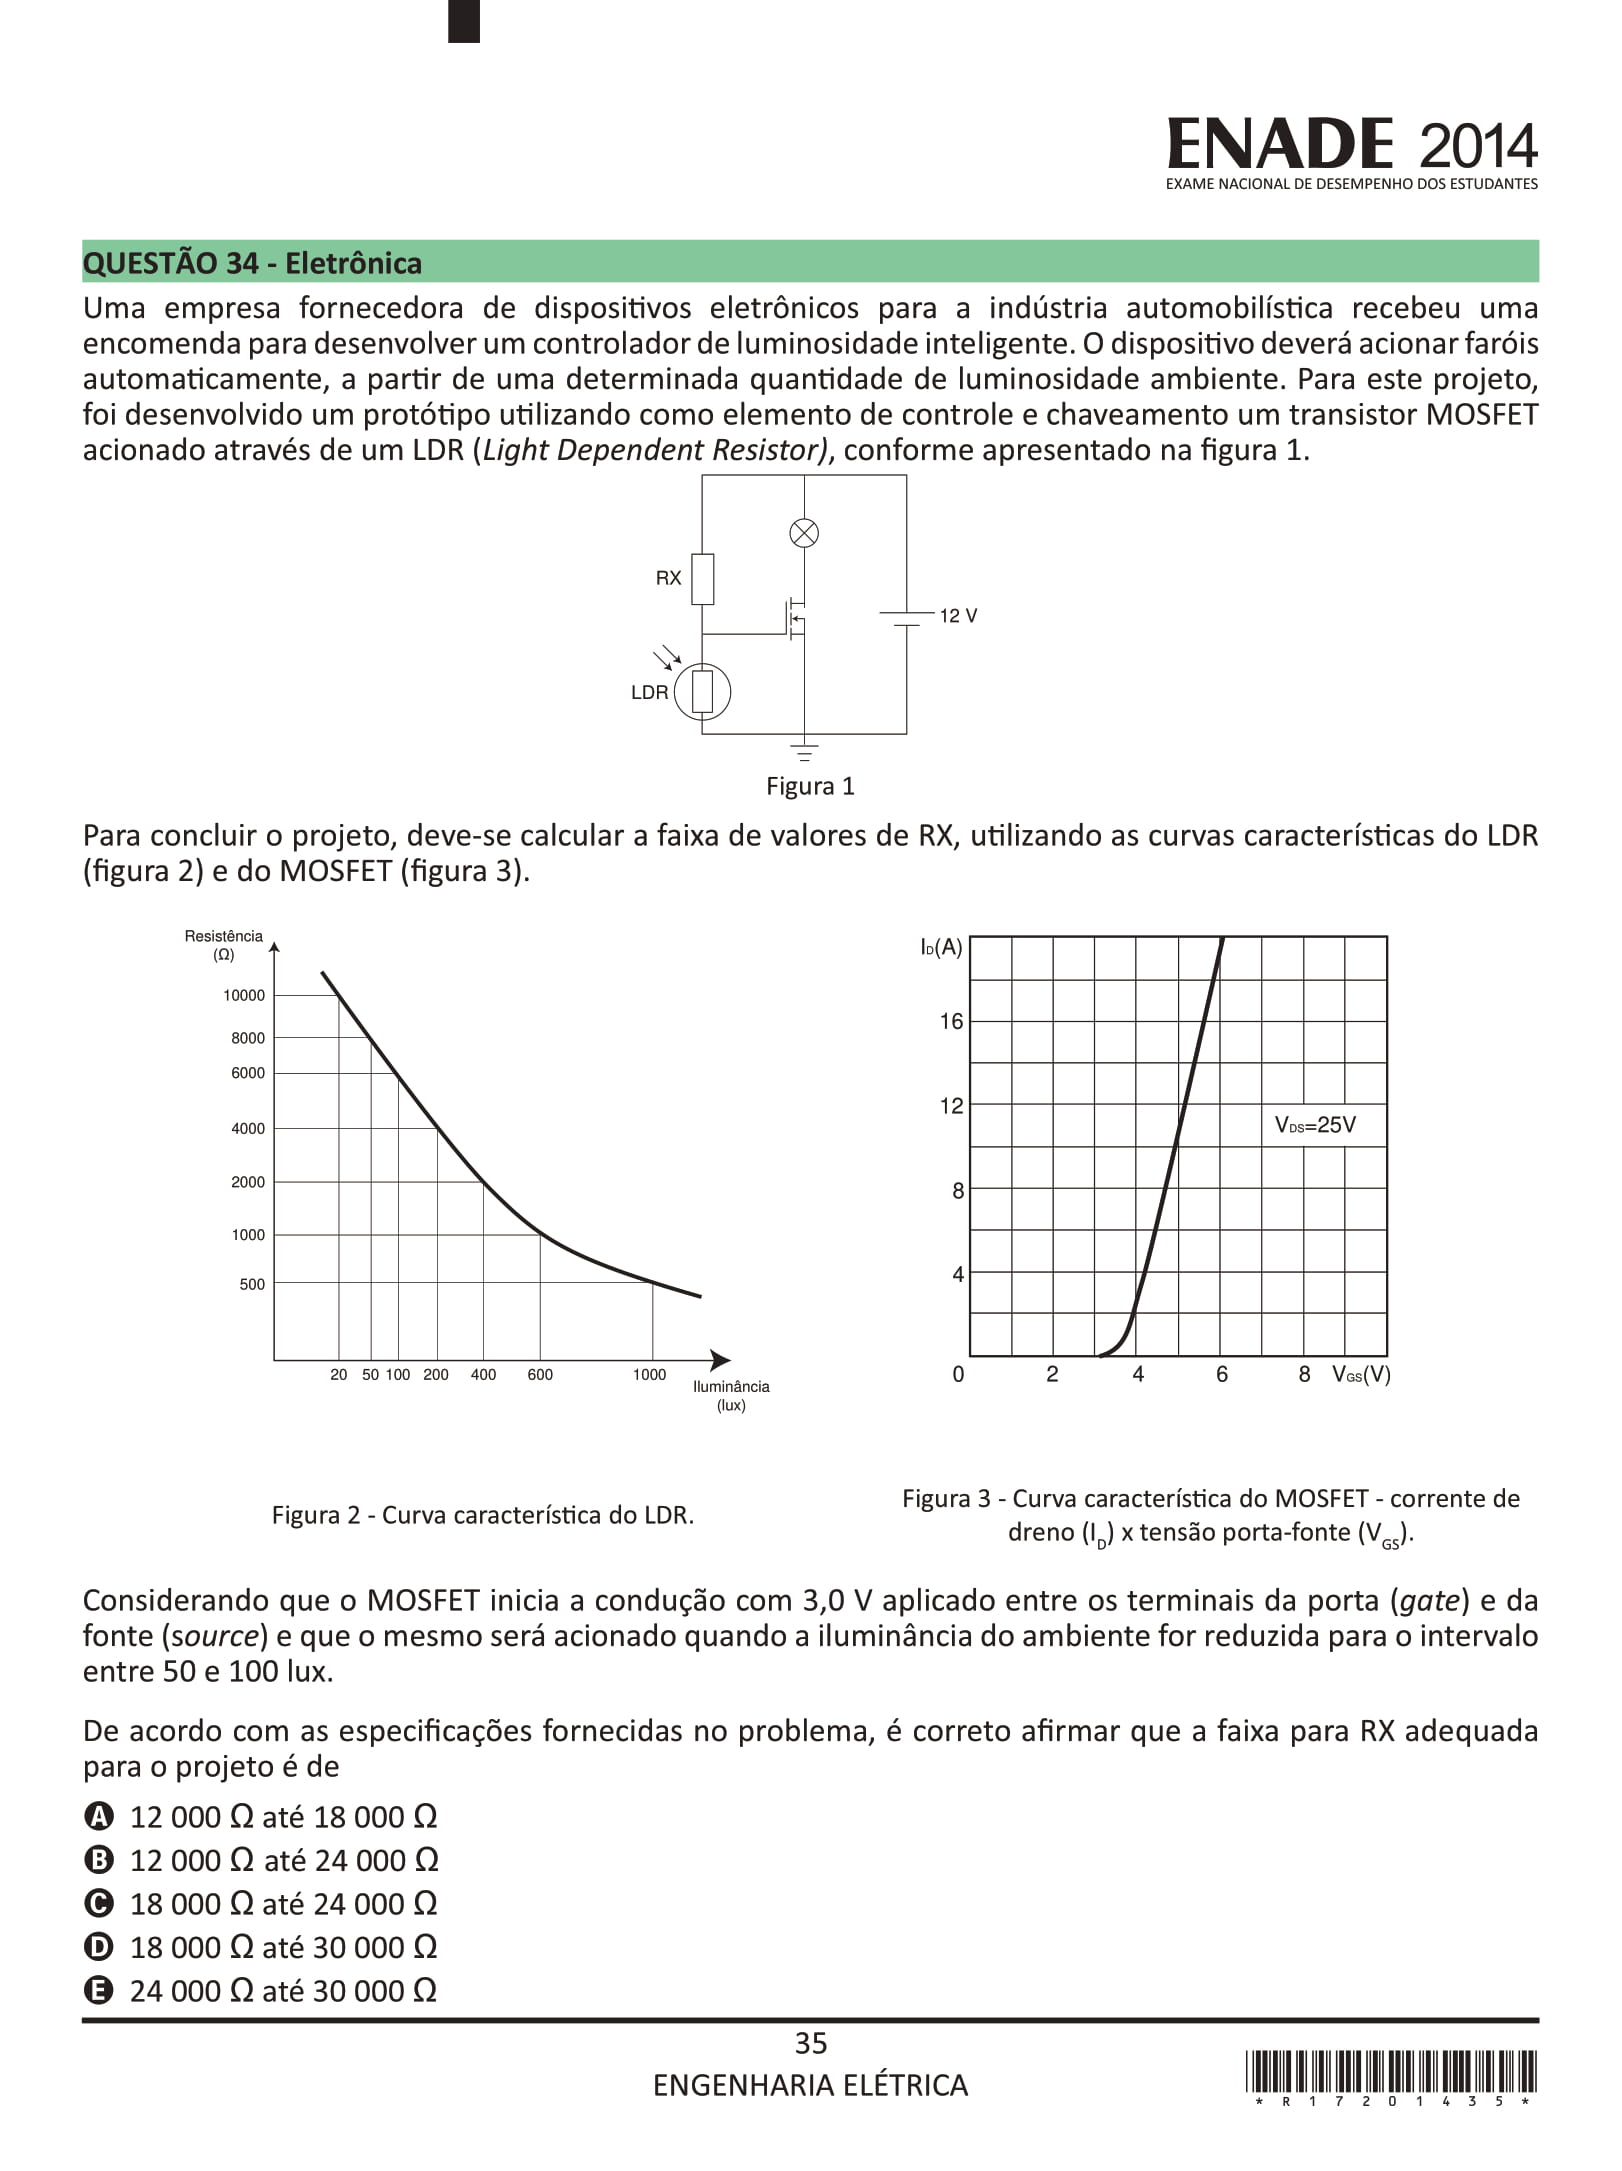 ENADE 2014
EXAME NACIONAL DE DESEMPENHO DOS ESTUDANTES
QUESTÃO 34 - Eletrônica
Uma empresa fornecedora de dispositivos eletrônicos para a indústria automobilística recebeu uma
encomenda para desenvolver um controlador de luminosidade inteligente. O dispositivo deverá acionar faróis
automaticamente, a partir de uma determinada quantidade de luminosidade ambiente. Para este projeto,
foi desenvolvido um protótipo utilizando como elemento de controle e chaveamento um transistor MOSFET
acionado através de um LDR (Light Dependent Resistor), conforme apresentado na figura 1.
RX
12 V
LDR
Figura 1
Para concluir o projeto, deve-se calcular a faixa de valores de RX, utilizando as curvas características do LDR
(figura 2) e do MOSFET (figura 3).
Resistência
(Ω)
10000
8000
6000
4000
2000
1000
500
20 50 100 200 400 600 1000
Iluminância
(lux)
Figura 2 - Curva característica do LDR.
ID(A)
16
12
VDS=25V
8
4
0 2 4 6 8 VGS(V)
Figura 3 - Curva característica do MOSFET - corrente de
dreno (ID) x tensão porta-fonte (VGS).
Considerando que o MOSFET inicia a condução com 3,0 V aplicado entre os terminais da porta (gate) e da
fonte (source) e que o mesmo será acionado quando a iluminância do ambiente for reduzida para o intervalo
entre 50 e 100 lux.
De acordo com as especificações fornecidas no problema, é correto afirmar que a faixa para RX adequada
para o projeto é de
A 12 000 Ω até 18 000 Ω
B 12 000 Ω até 24 000 Ω
C 18 000 Ω até 24 000 Ω
D 18 000 Ω até 30 000 Ω
E 24 000 Ω até 30 000 Ω
35
ENGENHARIA ELÉTRICA
* R 1 7 2 0 1 4 3 5 *